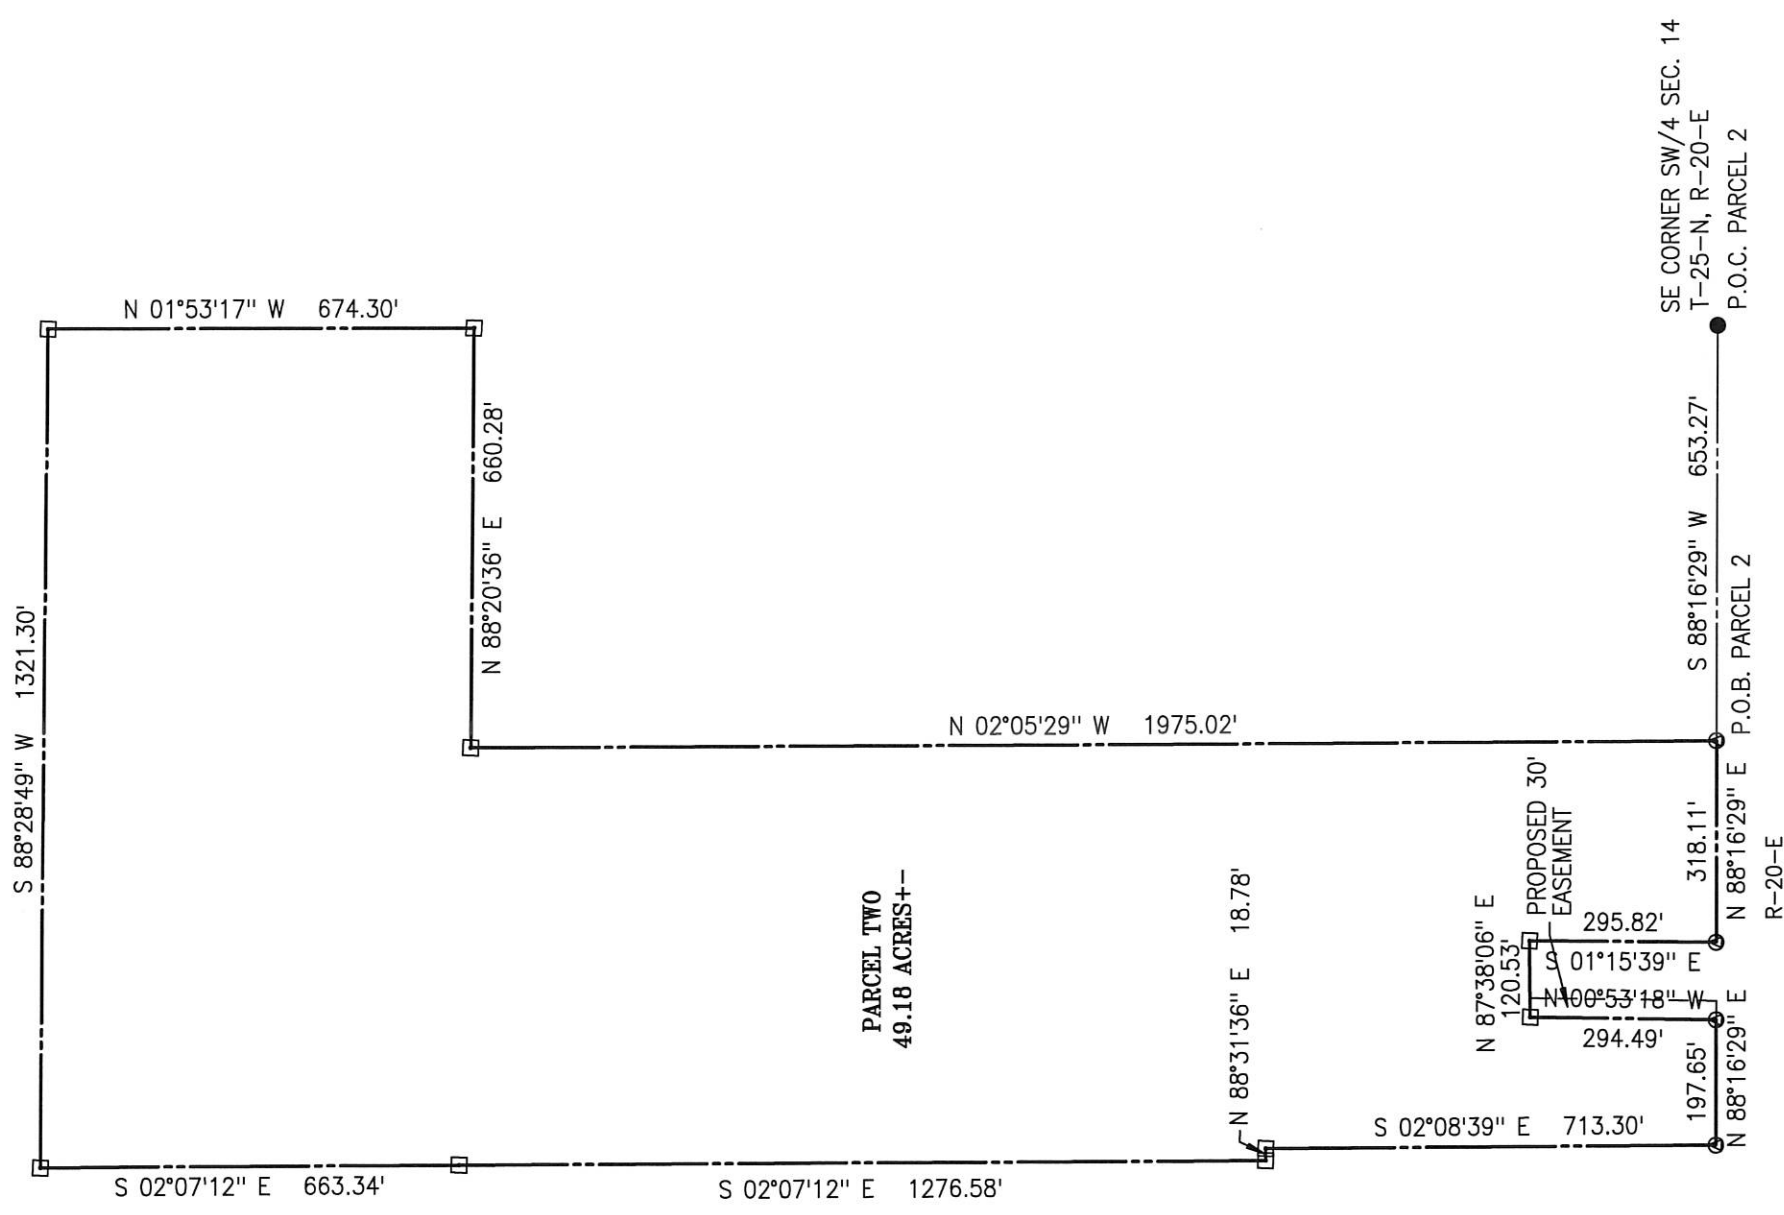 SE CORNER SW/4 SEC. 14
T-25-N, R-20-E
P.O.C. PARCEL 2
N 01°53'17" W 674.30'
S 88°28'49" W 1321.30'
N 88°20'36" E 660.28'
S 88°16'29" W 653.27'
P.O.B. PARCEL 2
N 02°05'29" W 1975.02'
PROPOSED 30'
EASEMENT
318.11'
N 88°16'29" E
R-20-E
PARCEL TWO
49.18 ACRES+-
N 88°31'36" E 18.78'
N 87°38'06" E
120.53'
295.82'
S 01°15'39" E
N 00°53'18" W
294.49'
197.65'
N 88°16'29" E
S 02°08'39" E 713.30'
S 02°07'12" E 663.34'
S 02°07'12" E 1276.58'